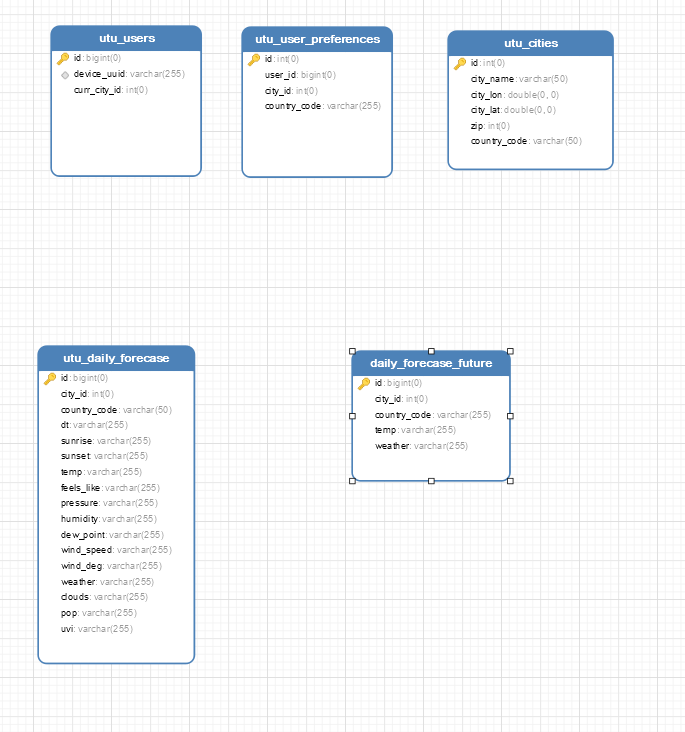 utu_users
id: bigint(0)
device_uuid: varchar(255)
curr_city_id: int(0)
utu_user_preferences
id: int(0)
user_id: bigint(0)
city_id: int(0)
country_code: varchar(255)
utu_cities
id: int(0)
city_name: varchar(50)
city_lon: double(0, 0)
city_lat: double(0, 0)
zip: int(0)
country_code: varchar(50)
utu_daily_forecase
id: bigint(0)
city_id: int(0)
country_code: varchar(50)
dt: varchar(255)
sunrise: varchar(255)
sunset: varchar(255)
temp: varchar(255)
feels_like: varchar(255)
pressure: varchar(255)
humidity: varchar(255)
dew_point: varchar(255)
wind_speed: varchar(255)
wind_deg: varchar(255)
weather: varchar(255)
clouds: varchar(255)
pop: varchar(255)
uvi: varchar(255)
daily_forecase_future
id: bigint(0)
city_id: int(0)
country_code: varchar(255)
temp: varchar(255)
weather: varchar(255)